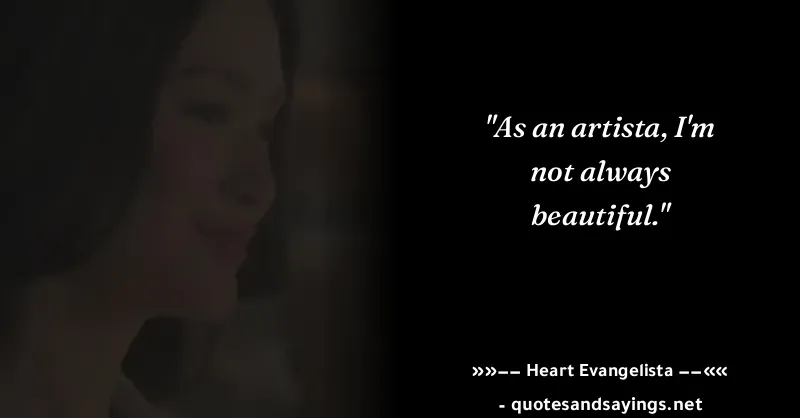 "As an artista, I'm
not always
beautiful."
»»–– Heart Evangelista ––««
- quotesandsayings.net